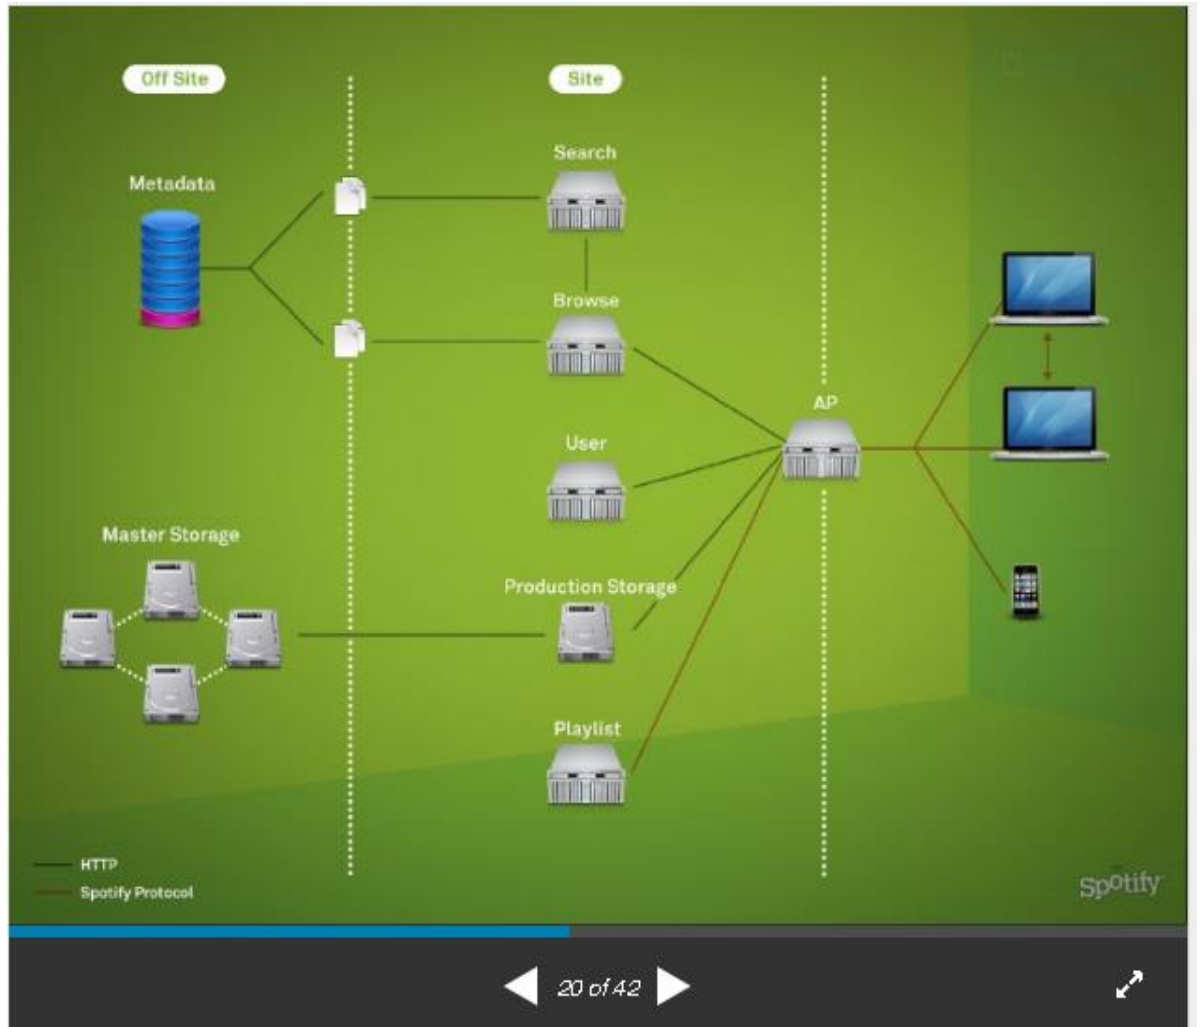 Off Site
Site
Search
Metadata
Browse
AP
User
Master Storage
Production Storage
Playlist
HTTP
Spotify Protocol
Spotify
20 of 42